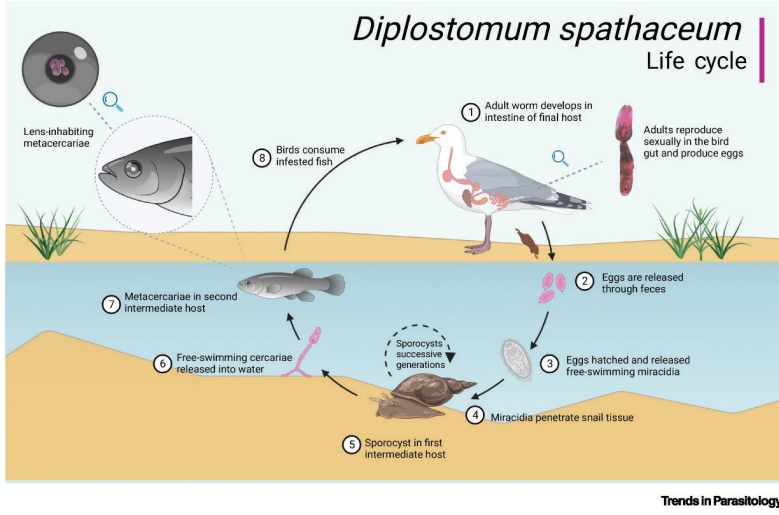 Diplostomum spathaceum
Life cycle
Lens-inhabiting
metacercariae
1
Adult worm develops in
intestine of final host
Adults reproduce
sexually in the bird
gut and produce eggs
8
Birds consume
infested fish
2
Eggs are released
through feces
7
Metacercariae in second
intermediate host
3
Eggs hatched and released
free-swimming miracidia
Sporocysts
successive
generations
6
Free-swimming cercariae
released into water
4
Miracidia penetrate snail tissue
5
Sporocyst in first
intermediate host
Trends in Parasitology